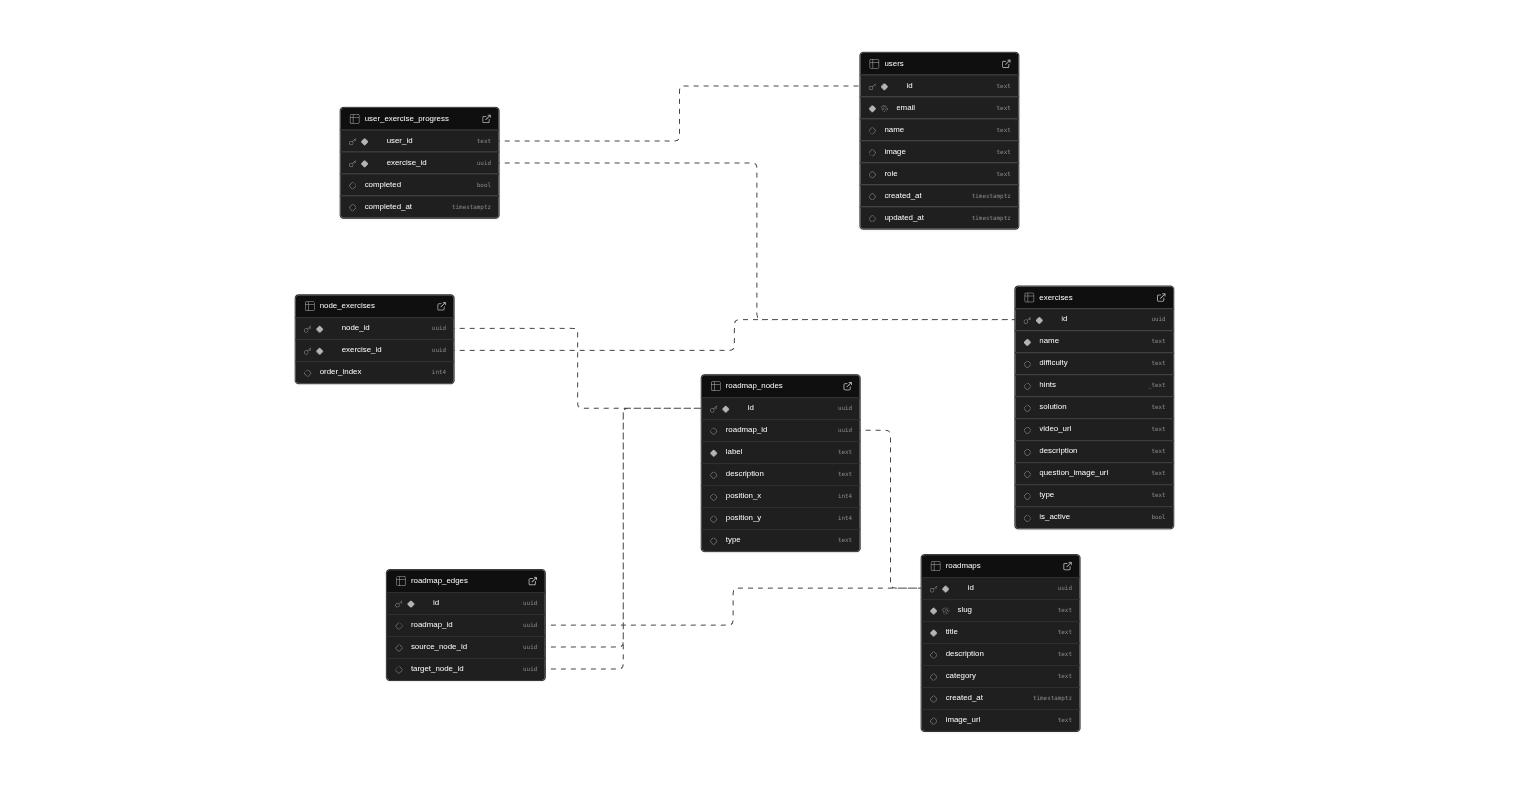 users
id text
email text
name text
image text
role text
created_at timestamptz
updated_at timestamptz
user_exercise_progress
user_id text
exercise_id uuid
completed bool
completed_at timestamptz
node_exercises
node_id uuid
exercise_id uuid
order_index int4
exercises
id uuid
name text
difficulty text
hints _text
solution text
video_url text
description text
question_image_url text
type text
is_active bool
roadmap_nodes
id uuid
roadmap_id uuid
label text
description text
position_x int4
position_y int4
type text
roadmap_edges
id uuid
roadmap_id uuid
source_node_id uuid
target_node_id uuid
roadmaps
id uuid
slug text
title text
description text
category text
created_at timestamptz
image_url text